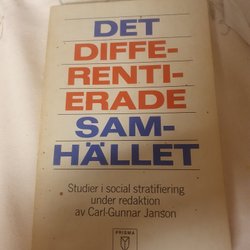 DET
DIFFE-
RENTI-
ERADE
SAM-
HÄLLET
Studier i social stratifiering
under redaktion
av Carl-Gunnar Janson
PRISMA